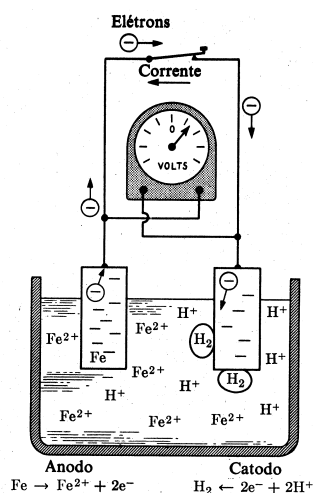 Elétrons
−
Corrente
−
0
VOLTS
−
−
−
H⁺
H⁺
Fe²⁺
Fe²⁺
H₂
Fe
H⁺
Fe²⁺
H⁺
H₂
H⁺
H⁺
Fe²⁺
Fe²⁺
Fe²⁺
Anodo
Catodo
Fe → Fe²⁺ + 2e⁻
H₂ ← 2e⁻ + 2H⁺